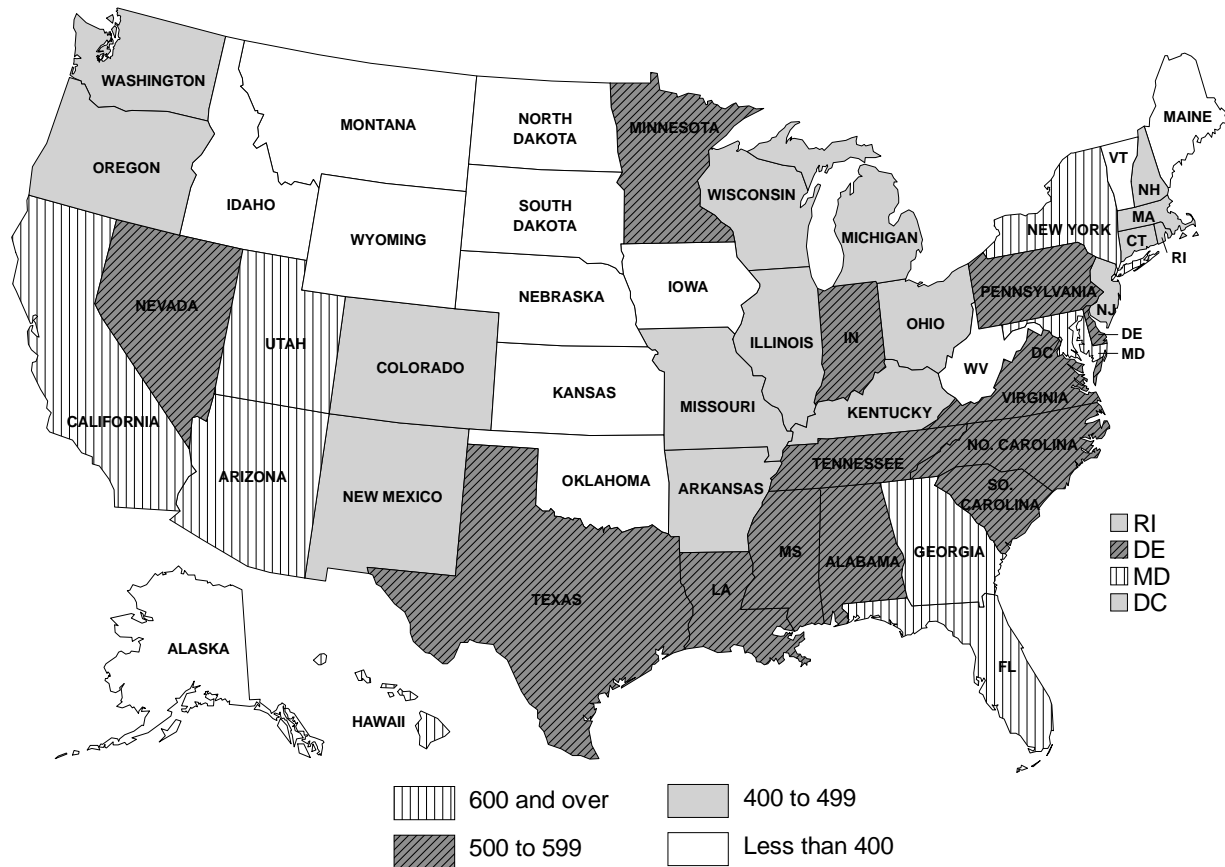 WASHINGTON
MONTANA
NORTH
DAKOTA
MINNESOTA
MAINE
VT
OREGON
IDAHO
WISCONSIN
NH
SOUTH
DAKOTA
MA
WYOMING
MICHIGAN
NEW YORK
CT
RI
NEVADA
NEBRASKA
IOWA
PENNSYLVANIA
NJ
UTAH
ILLINOIS
IN
OHIO
DE
COLORADO
DC
MD
WV
KANSAS
MISSOURI
VIRGINIA
CALIFORNIA
KENTUCKY
NO. CAROLINA
ARIZONA
TENNESSEE
OKLAHOMA
NEW MEXICO
ARKANSAS
SO.
CAROLINA
RI
GEORGIA
DE
MS
ALABAMA
MD
LA
TEXAS
DC
ALASKA
FL
HAWAII
600 and over
400 to 499
500 to 599
Less than 400